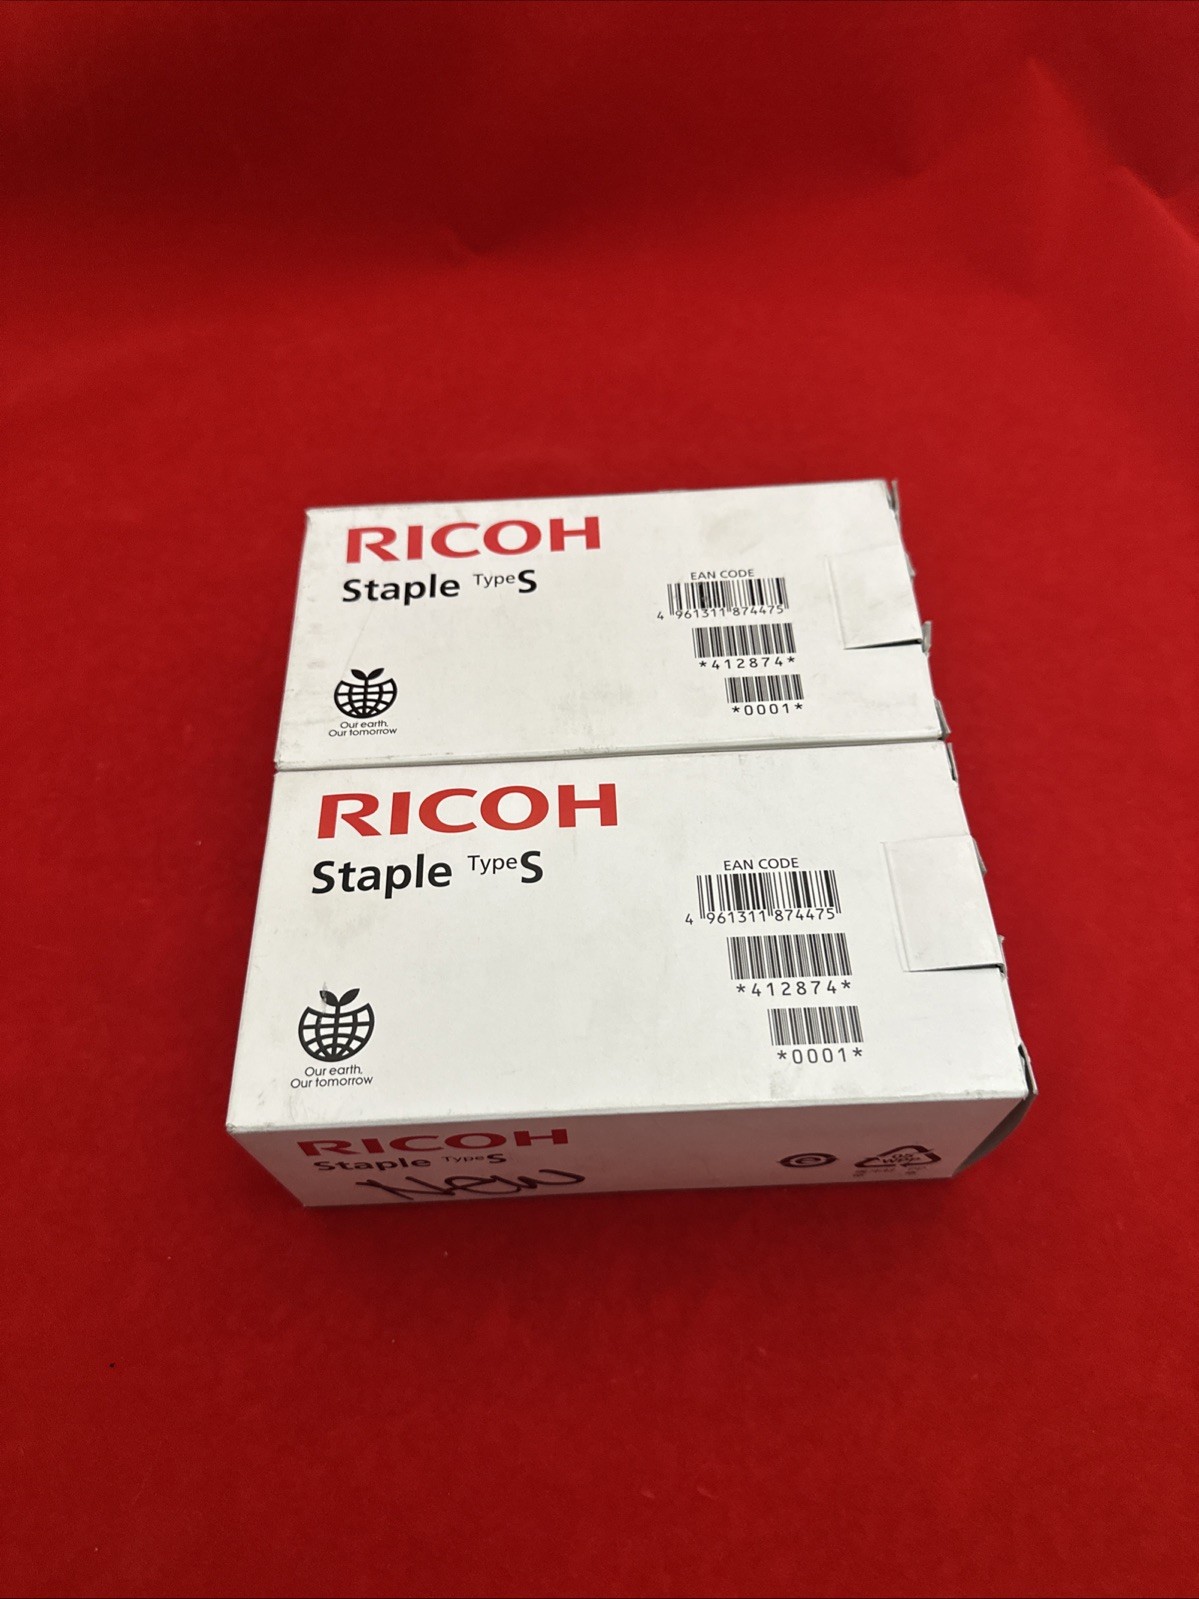 RICOH
Staple Type S
EAN CODE
4 961311 874475
*412874*
*0001*
Our earth,
Our tomorrow
RICOH
Staple Type S
EAN CODE
4 961311 874475
*412874*
*0001*
Our earth,
Our tomorrow
RICOH
Staple Type S
New